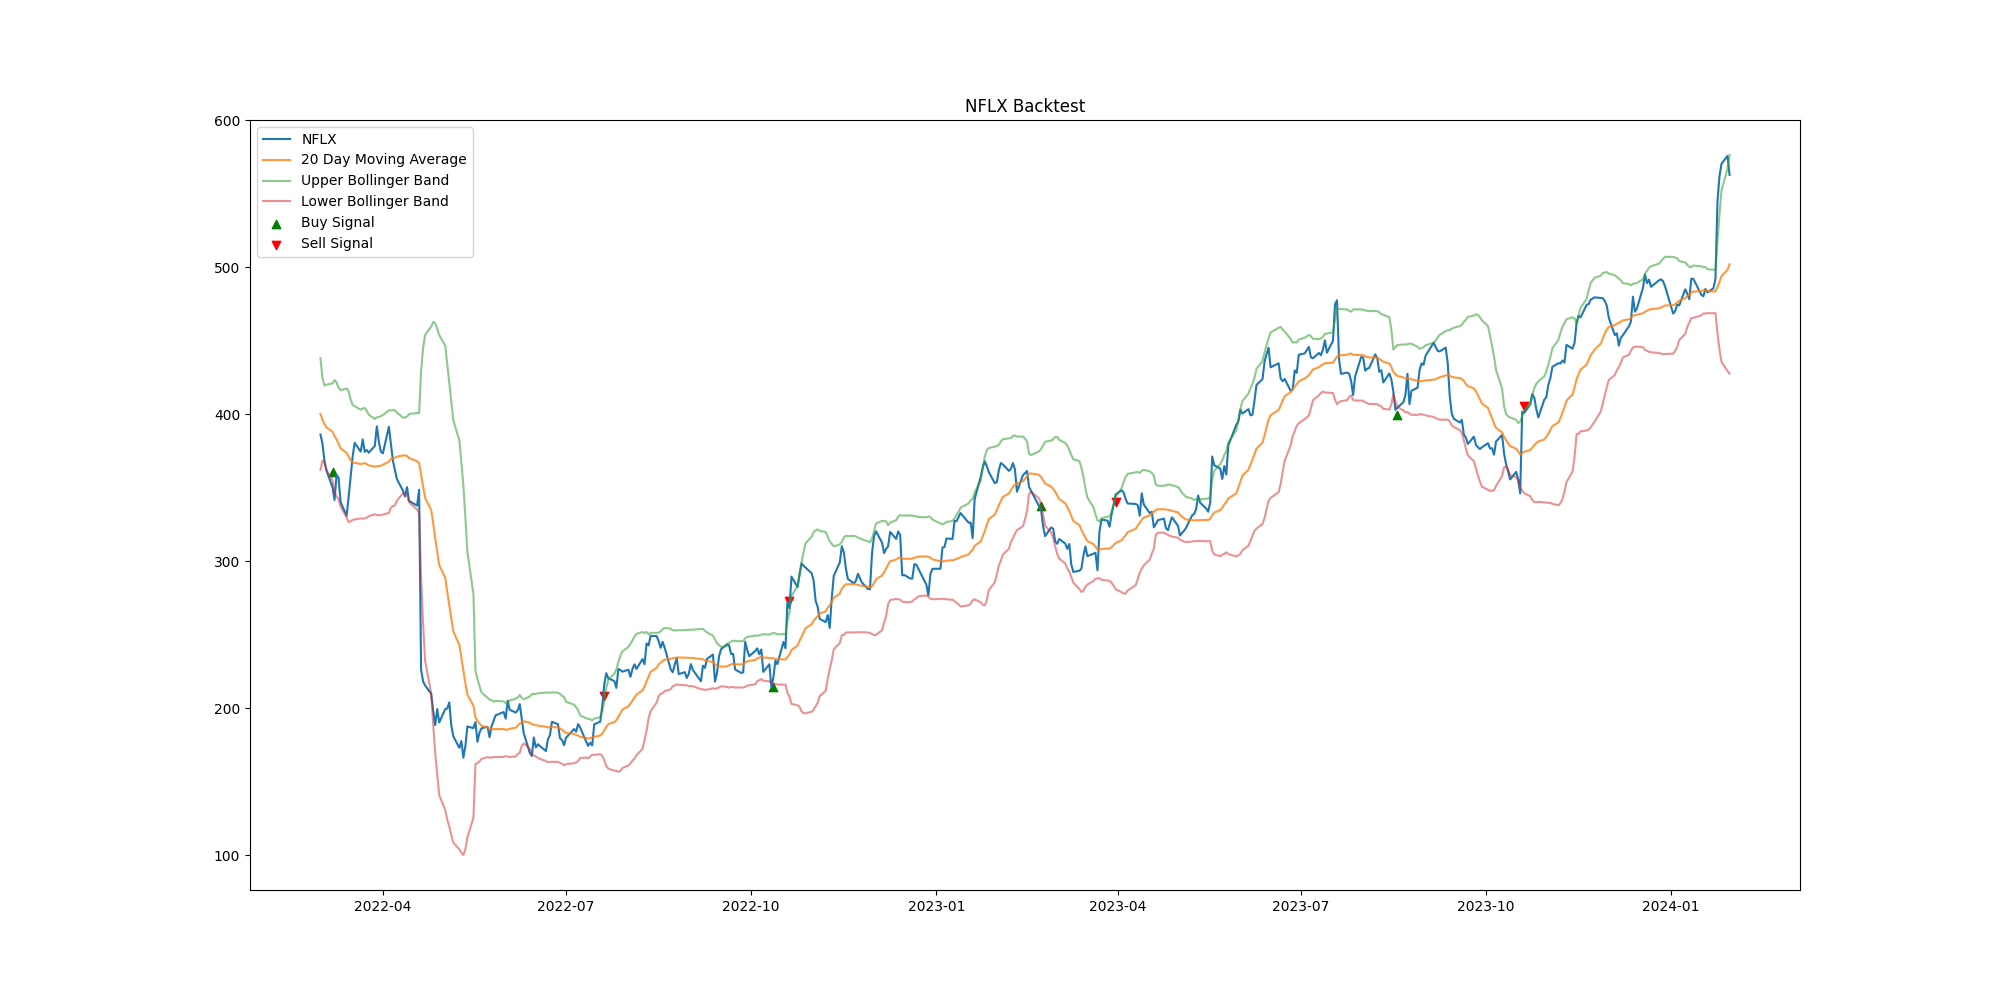 NFLX Backtest
600
500
400
300
200
100
NFLX
20 Day Moving Average
Upper Bollinger Band
Lower Bollinger Band
Buy Signal
Sell Signal
2022-04 2022-07 2022-10 2023-01 2023-04 2023-07 2023-10 2024-01